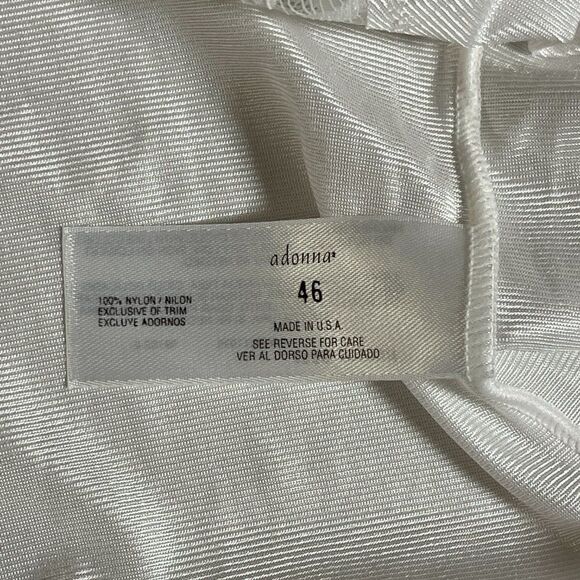 adonna®
46
100% NYLON / NILON
EXCLUSIVE OF TRIM
EXCLUYE ADORNOS
MADE IN U.S.A.
SEE REVERSE FOR CARE
VER AL DORSO PARA CUIDADO